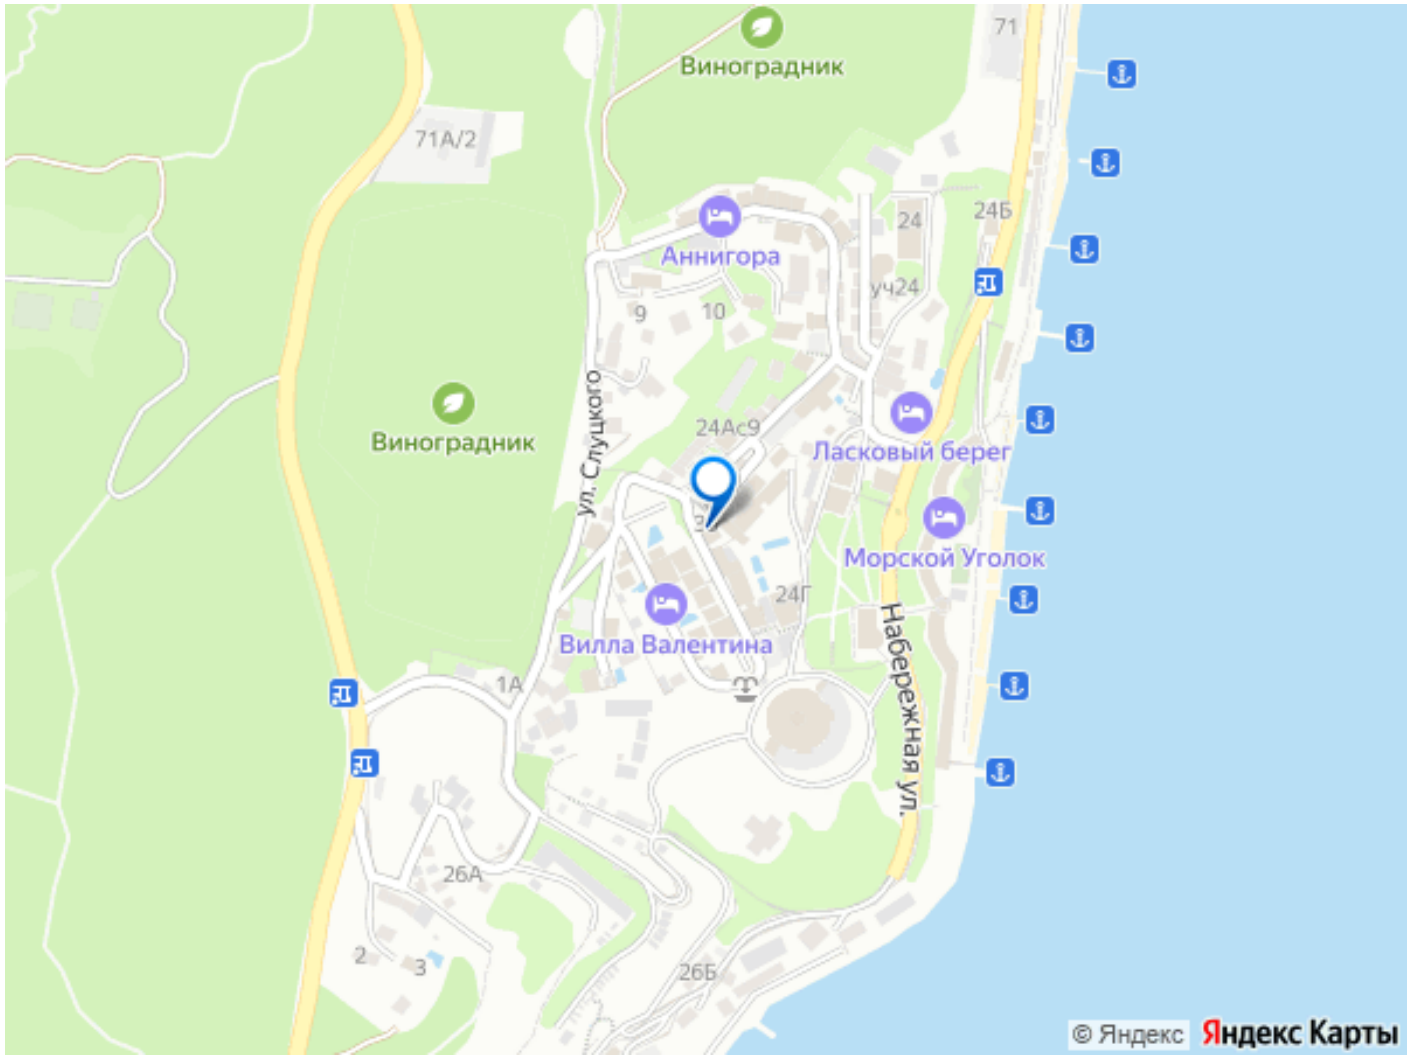 71
Виноградник
71А/2
24
24Б
Аннигора
уч24
9
10
ул. Слуцкого
24Ас9
Виноградник
Ласковый берег
Морской Уголок
24Г
Вилла Валентина
Набережная ул.
1А
26А
2
3
26Б
© Яндекс
Яндекс Карты